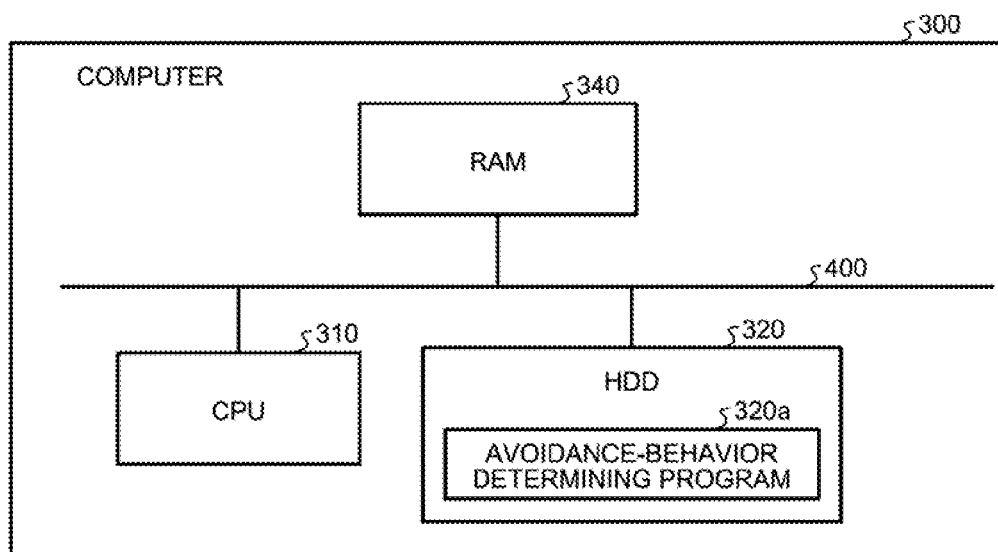 300
COMPUTER
340
RAM
400
310
CPU
320
HDD
320a
AVOIDANCE-BEHAVIOR
DETERMINING PROGRAM